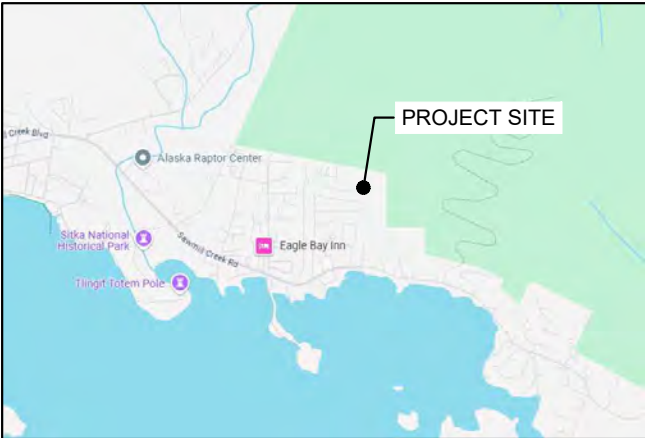 PROJECT SITE
Creek Blvd
Alaska Raptor Center
Sitka National
Historical Park
Sawmill Creek Rd
Eagle Bay Inn
Tlingit Totem Pole